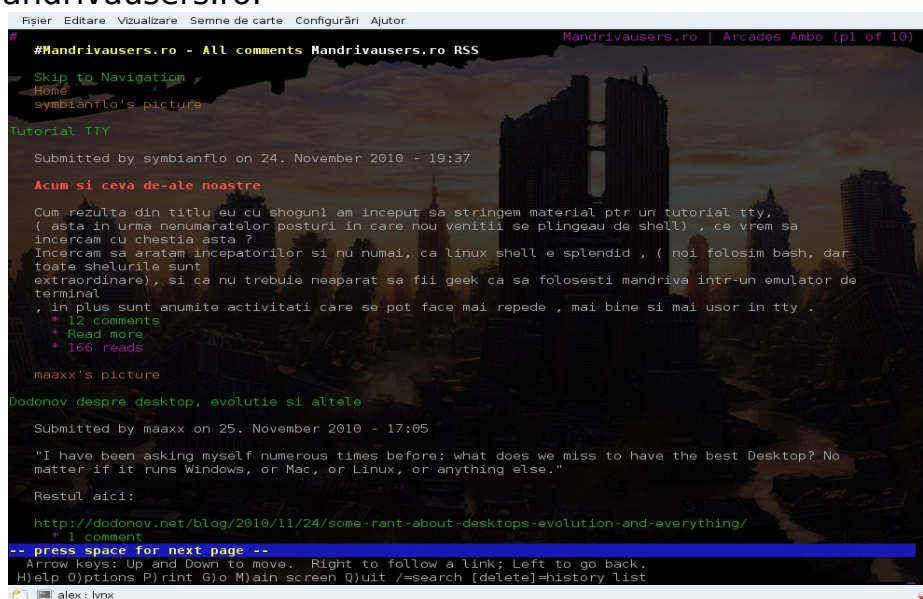 andrivausers.ro.
Fișier Editare Vizualizare Semne de carte Configurări Ajutor
# Mandrivausers.ro | Arcades Ambo (p1 of 10)
#Mandrivausers.ro - All comments Mandrivausers.ro RSS
Skip to Navigation
Home
symbianflo's picture
Tutorial TTY
Submitted by symbianflo on 24. November 2010 - 19:37
Acum si ceva de-ale noastre
Cum rezulta din titlu eu cu shogun1 am inceput sa stringem material ptr un tutorial tty,
( asta in urma nenumaratelor posturi in care nou venitii se plingeau de shell) , ce vrem sa
incercam cu chestia asta ?
Incercam sa aratam incepatorilor si nu numai, ca linux shell e splendid , ( noi folosim bash, dar
toate shelurile sunt
extraordinare), si ca nu trebuie neaparat sa fii geek ca sa folosesti mandriva intr-un emulator de
terminal
, in plus sunt anumite activitati care se pot face mai repede , mai bine si mai usor in tty .
* 12 comments
* Read more
* 166 reads
maaxx's picture
Dodonov despre desktop, evolutie si altele
Submitted by maaxx on 25. November 2010 - 17:05
"I have been asking myself numerous times before: what does we miss to have the best Desktop? No
matter if it runs Windows, or Mac, or Linux, or anything else."
Restul aici:
http://dodonov.net/blog/2010/11/24/some-rant-about-desktops-evolution-and-everything/
* 1 comment
-- press space for next page --
Arrow keys: Up and Down to move. Right to follow a link; Left to go back.
H)elp O)ptions P)rint G)o M)ain screen Q)uit /=search [delete]=history list
alex : lynx